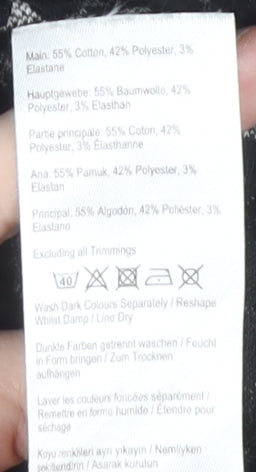 Main: 55% Cotton, 42% Polyester, 3%
Elastane
Hauptgewebe: 55% Baumwolle, 42%
Polyester, 3% Elasthan
Partie principale: 55% Coton, 42%
Polyester, 3% Élasthanne
Ana: 55% Pamuk, 42% Polyester, 3%
Elastan
Principal: 55% Algodón, 42% Poliéster, 3%
Elastano
Excluding all Trimmings
40
Wash Dark Colours Separately / Reshape
Whilst Damp / Line Dry
Dunkle Farben getrennt waschen / Feucht
in Form bringen / Zum Trocknen
aufhängen
Laver les couleurs foncées séparément /
Remettre en forme humide / Étendre pour
séchage
Koyu renkleri ayrı yıkayın / Nemliyken
şekillendirin / Asarak kurutun